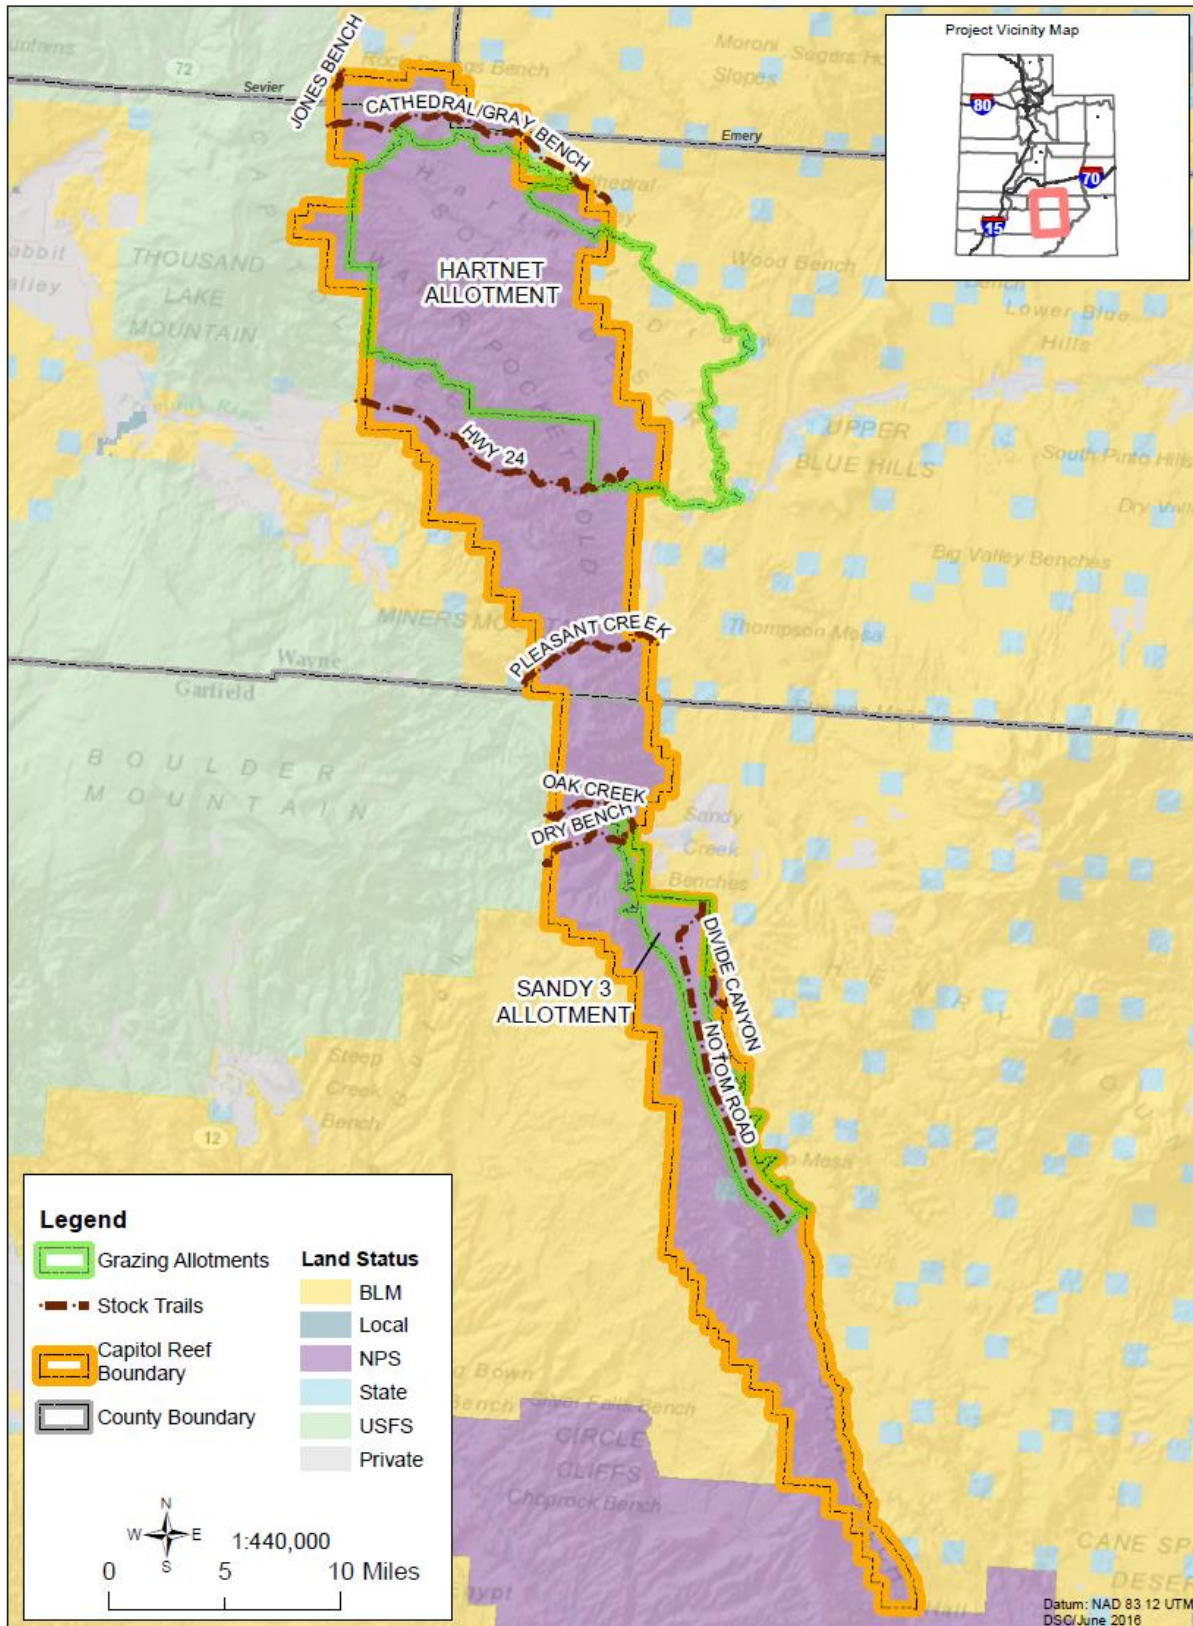 Project Vicinity Map
80
70
15
72
Sevier
Emery
JONES BENCH
CATHEDRAL/GRAY BENCH
Moroni
Slopes
THOUSAND
LAKE
MOUNTAIN
HARTNET
ALLOTMENT
Wood Bench
Lower Blue
Hills
HWY 24
UPPER
BLUE HILLS
South Pinto Hills
Big Valley Benches
Thompson Mesa
PLEASANT CREEK
Wayne
Garfield
BOULDER
MOUNTAIN
OAK CREEK
DRY BENCH
Sandy
Creek
Benches
DIVIDE CANYON
SANDY 3
ALLOTMENT
NOTOM ROAD
Steep
Creek
Bench
12
CIRCLE
CLIFFS
Choprock Bench
Legend
Grazing Allotments
Stock Trails
Capitol Reef
Boundary
County Boundary
Land Status
BLM
Local
NPS
State
USFS
Private
N
W E
S
1:440,000
0 5 10 Miles
Datum: NAD 83 12 UTM
DSC/June 2016